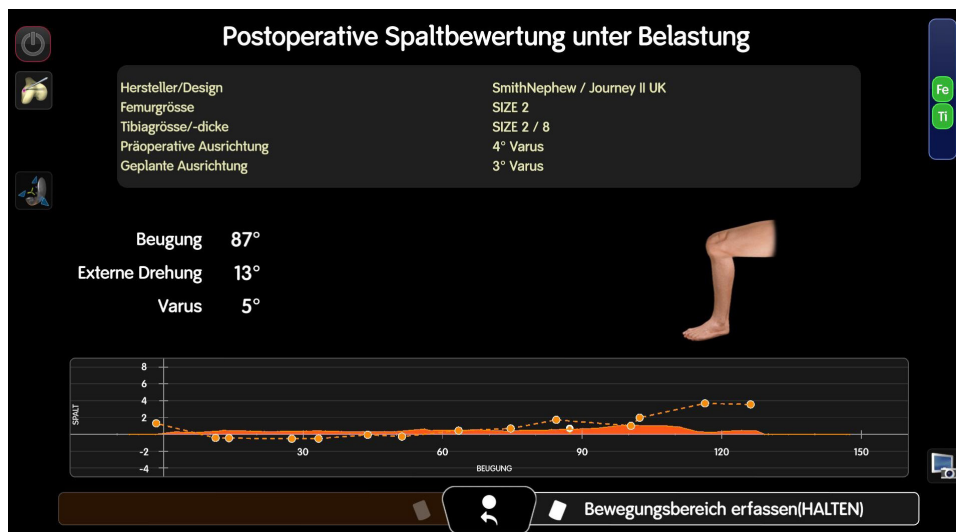 Postoperative Spaltbewertung unter Belastung
Hersteller/Design SmithNephew / Journey II UK
Femurgrösse SIZE 2
Tibiagrösse/-dicke SIZE 2 / 8
Präoperative Ausrichtung 4° Varus
Geplante Ausrichtung 3° Varus
Fe
Ti
Beugung 87°
Externe Drehung 13°
Varus 5°
SPALT
8
6
4
2
-2
-4
30 60 90 120 150
BEUGUNG
Bewegungsbereich erfassen(HALTEN)